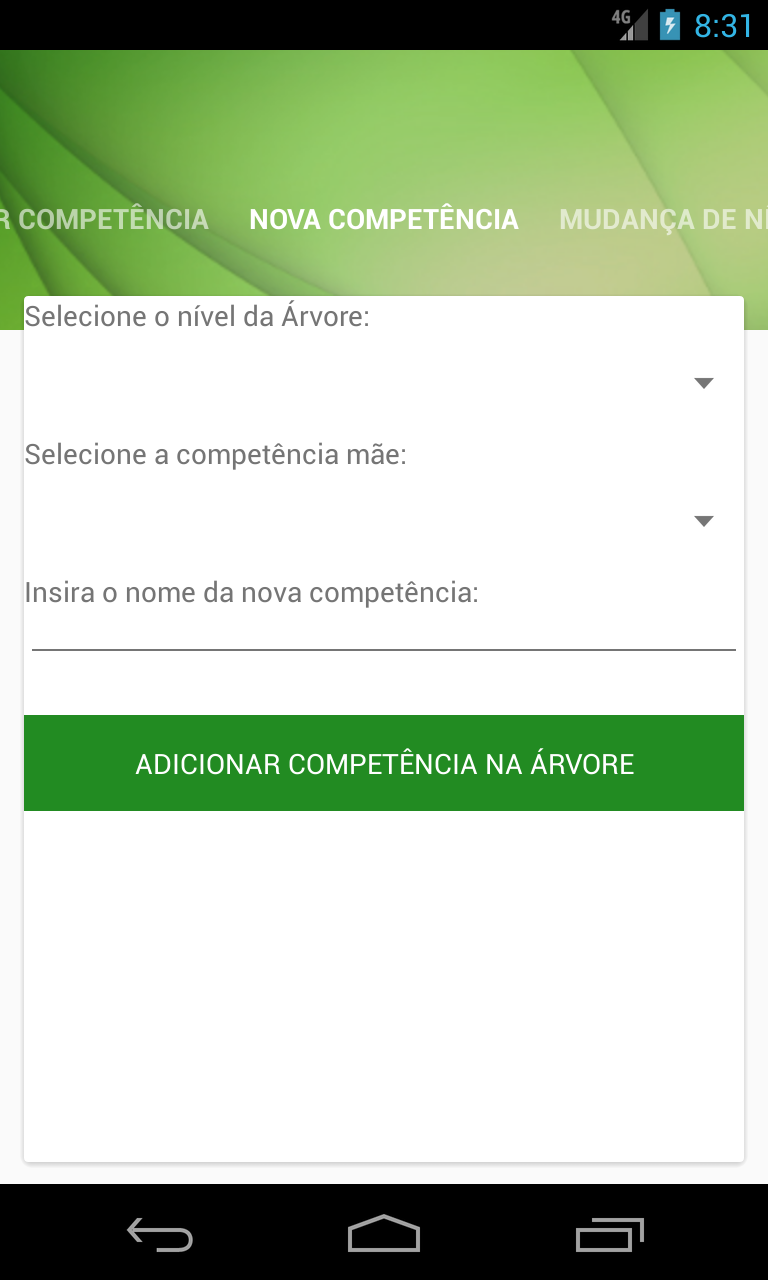 4G 8:31
R COMPETÊNCIA NOVA COMPETÊNCIA MUDANÇA DE
Selecione o nível da Árvore:
Selecione a competência mãe:
Insira o nome da nova competência:
ADICIONAR COMPETÊNCIA NA ÁRVORE